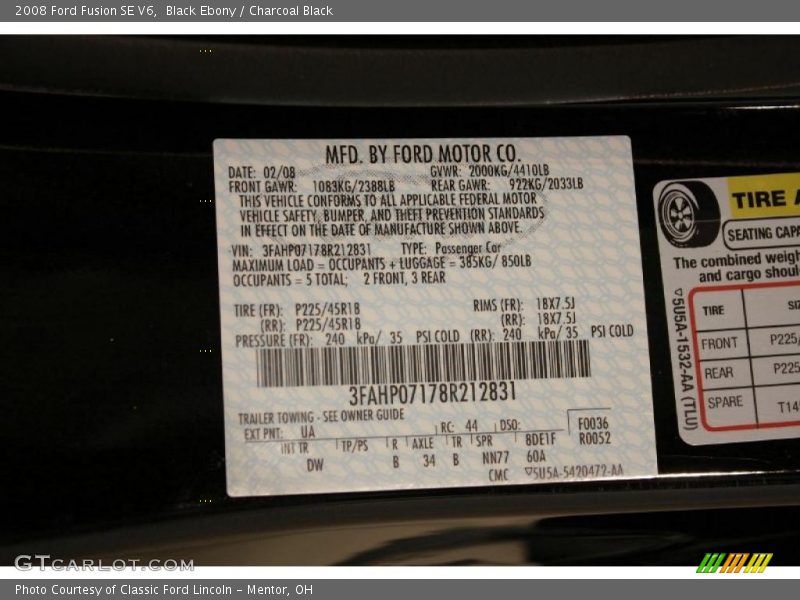 2008 Ford Fusion SE V6,  Black Ebony / Charcoal Black
MFD. BY FORD MOTOR CO.
DATE: 02/08 GVWR: 2000KG/4410LB
FRONT GAWR: 1083KG/2388LB REAR GAWR: 922KG/2033LB
THIS VEHICLE CONFORMS TO ALL APPLICABLE FEDERAL MOTOR
VEHICLE SAFETY, BUMPER, AND THEFT PREVENTION STANDARDS
IN EFFECT ON THE DATE OF MANUFACTURE SHOWN ABOVE.
VIN: 3FAHP07178R212831 TYPE: Passenger Car
MAXIMUM LOAD = OCCUPANTS + LUGGAGE = 385KG/ 850LB
OCCUPANTS = 5 TOTAL; 2 FRONT, 3 REAR
TIRE (FR): P225/45R18 RIMS (FR): 18X7.5J
(RR): P225/45R18 (RR): 18X7.5J
PRESSURE (FR): 240 kPa/ 35 PSI COLD (RR): 240 kPa/ 35 PSI COLD
3FAHP07178R212831
TRAILER TOWING - SEE OWNER GUIDE
EXT PNT: UA RC: 44 DSO: F0036
INT TR TP/PS R AXLE TR SPR 8DE1F R0052
DW B 34 B NN77 60A
CMC 5U5A-5420472-AA
TIRE A
SEATING CAPA
The combined weigh
and cargo shoul
5U5A-1532-AA (TLU)
TIRE SIZ
FRONT P225/
REAR P225
SPARE T14
GTCARLOT.COM
Photo Courtesy of Classic Ford Lincoln - Mentor, OH